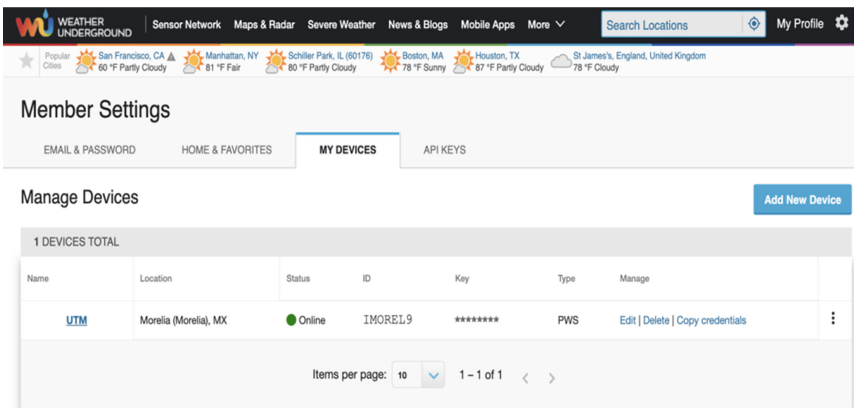 WEATHER UNDERGROUND Sensor Network Maps & Radar Severe Weather News & Blogs Mobile Apps More Search Locations My Profile
Popular Cities San Francisco, CA Manhattan, NY Schiller Park, IL (60176) Boston, MA Houston, TX St James's, England, United Kingdom
60 °F Partly Cloudy 81 °F Fair 80 °F Partly Cloudy 78 °F Sunny 87 °F Partly Cloudy 78 °F Cloudy
Member Settings
EMAIL & PASSWORD HOME & FAVORITES MY DEVICES API KEYS
Manage Devices Add New Device
1 DEVICES TOTAL
Name Location Status ID Key Type Manage
UTM Morelia (Morelia), MX Online IMOREL9 ******** PWS Edit | Delete | Copy credentials
Items per page: 10 1 – 1 of 1